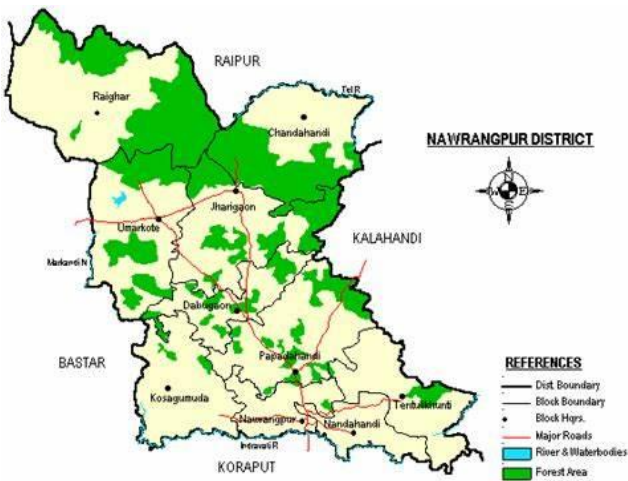 RAIPUR
Raighar
Tel R.
Chandahandi
NAWRANGPUR DISTRICT
N
W E
S
Jharigaon
Umarkote
KALAHANDI
Markandi N
Dabugaon
BASTAR
Papadahandi
REFERENCES
Dist. Boundary
Block Boundary
Block Hqrs.
Major Roads
River & Waterbodies
Forest Area
Kosagumuda
Tentulikhunti
Nawrangpur
Nandahandi
Indravati R
KORAPUT